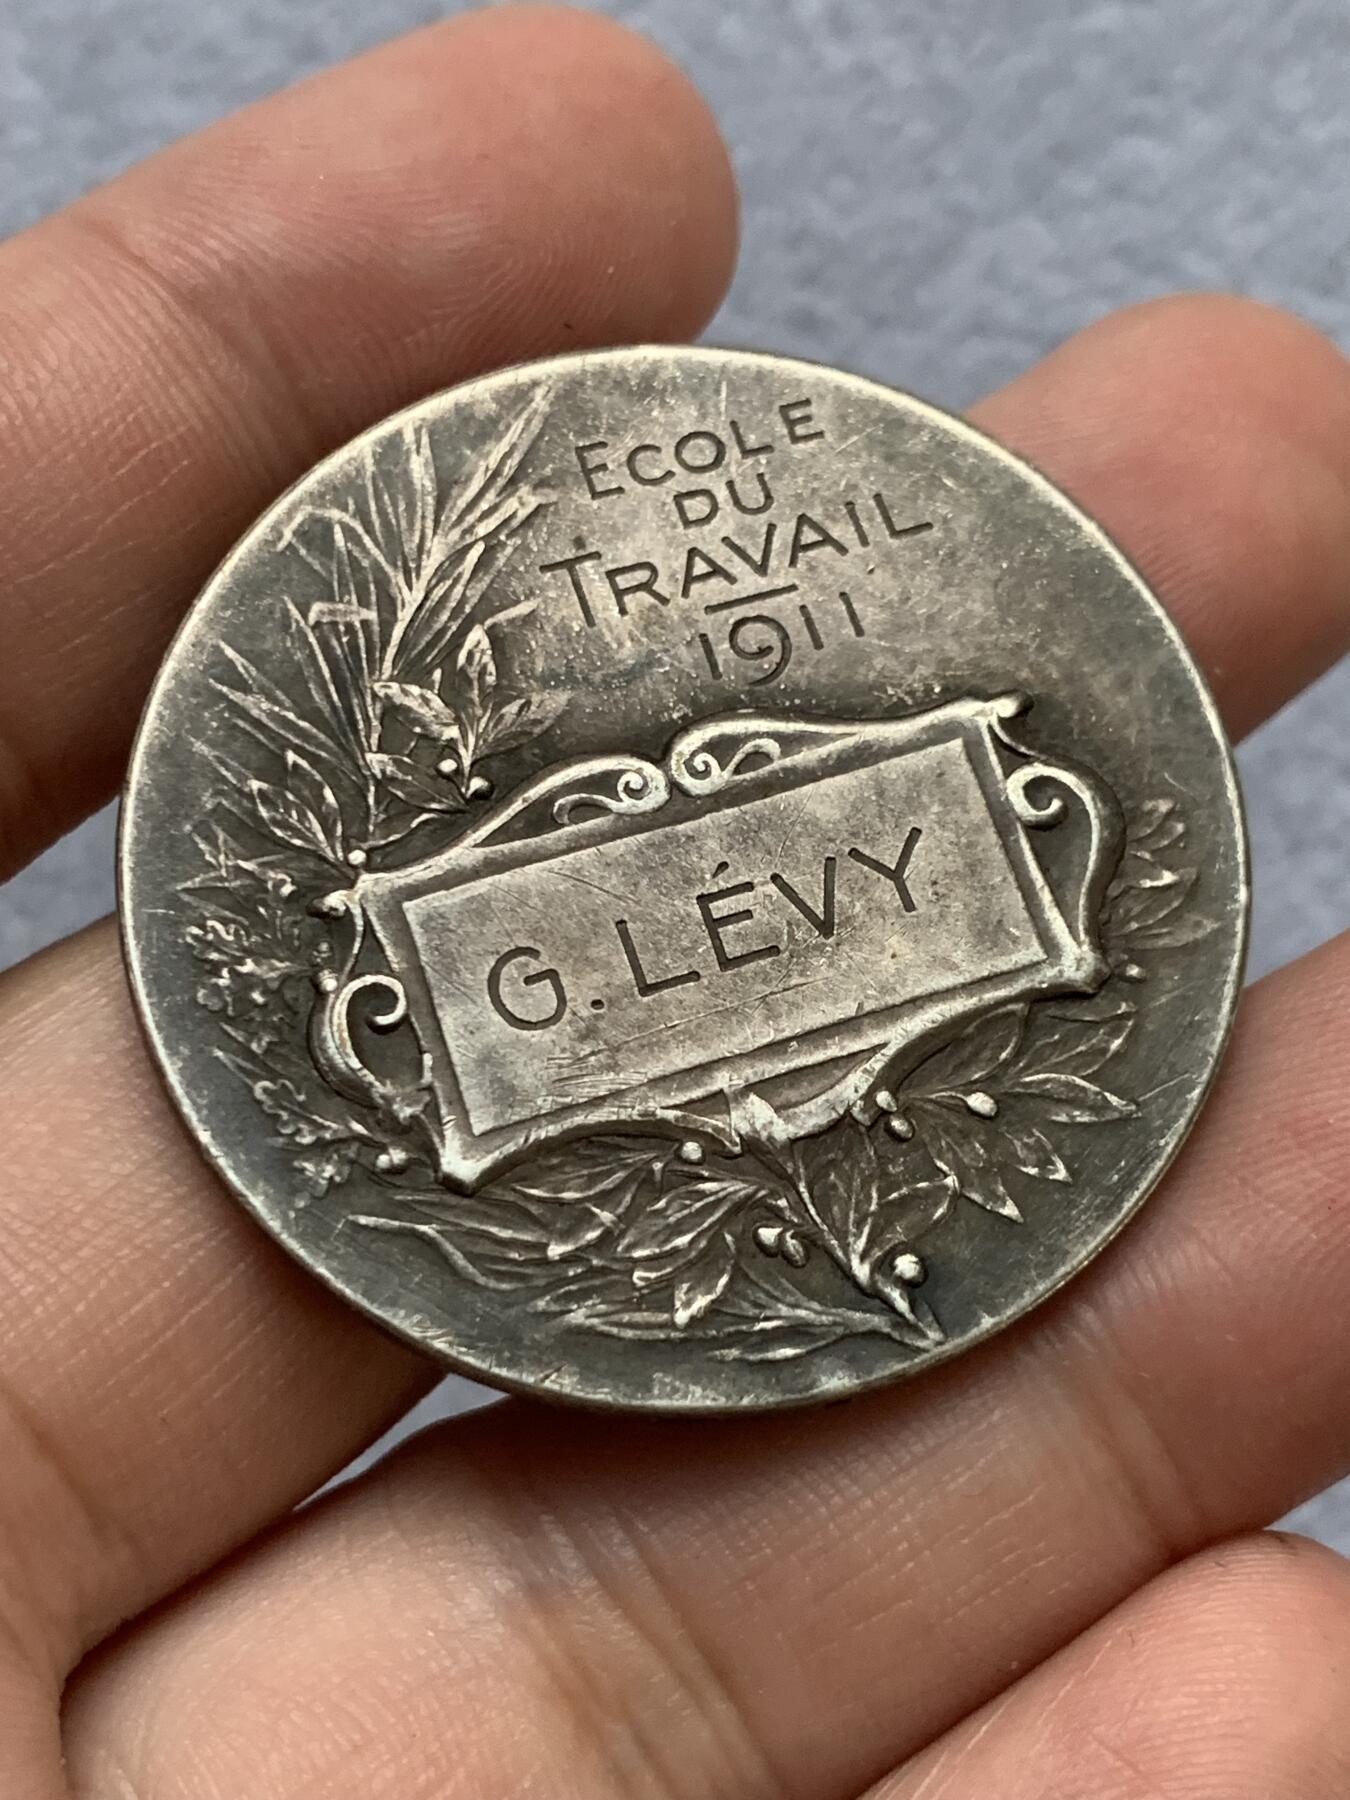 ECOLE
DU
TRAVAIL
1911
G. LÉVY